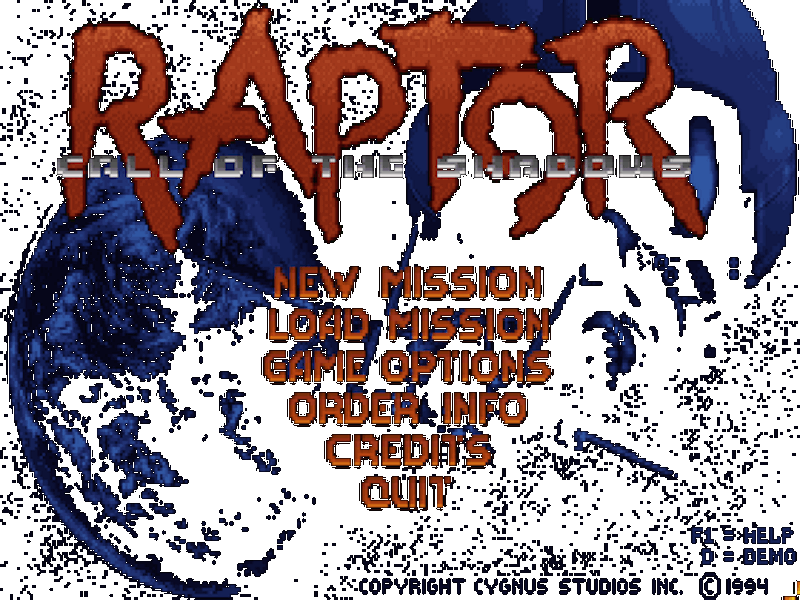 RAPTOR
CALL OF THE SHADOWS
NEW MISSION
LOAD MISSION
GAME OPTIONS
ORDER INFO
CREDITS
QUIT
F1 = HELP
D = DEMO
COPYRIGHT CYGNUS STUDIOS INC. ©1994